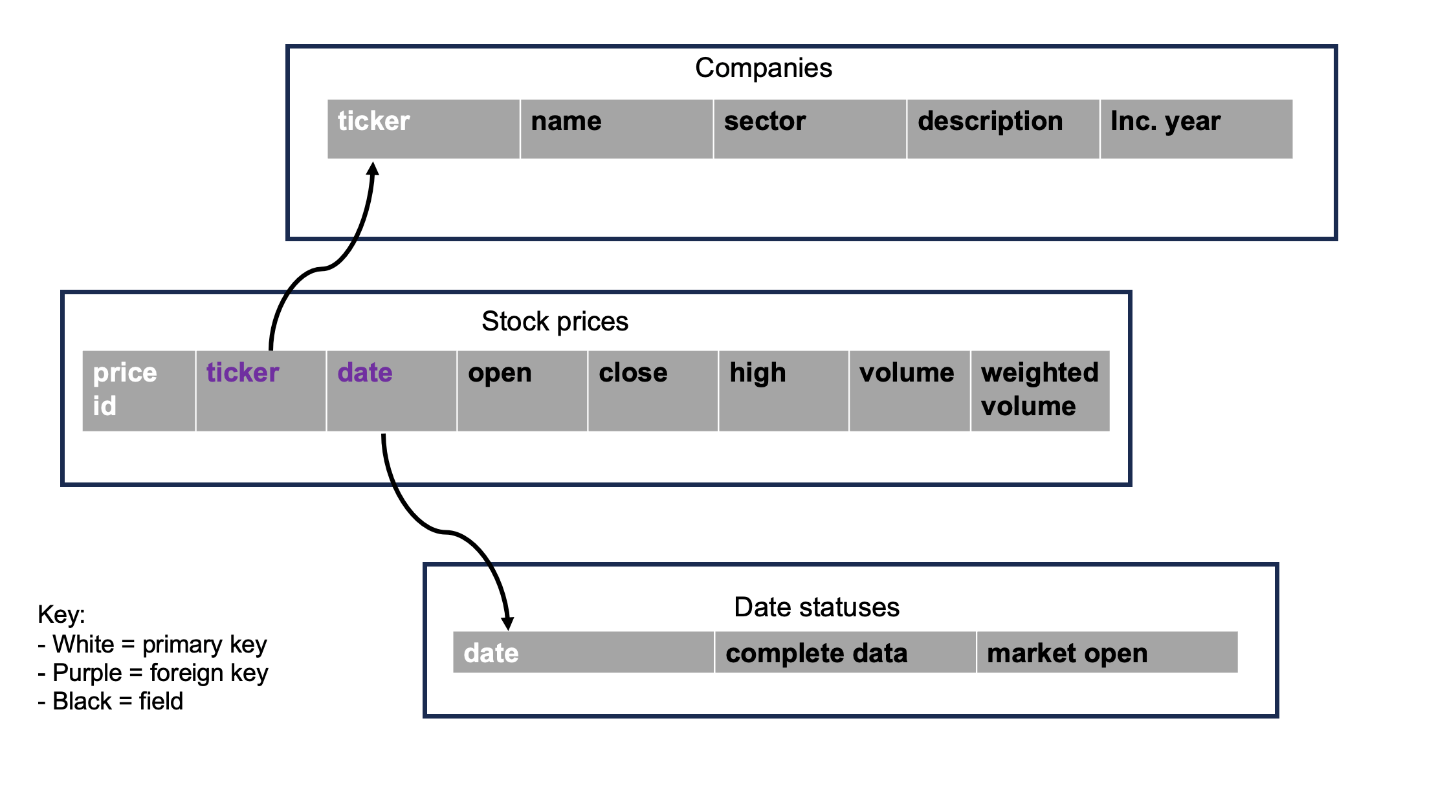 Companies
ticker name sector description Inc. year
Stock prices
price ticker date open close high volume weighted
id volume
Date statuses
date complete data market open
Key:
- White = primary key
- Purple = foreign key
- Black = field